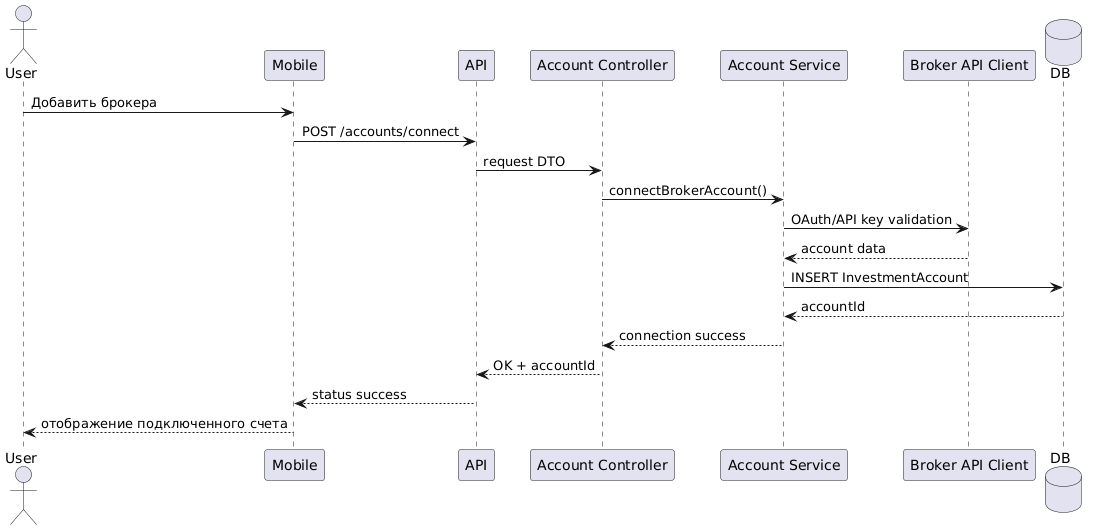 User
Mobile
API
Account Controller
Account Service
Broker API Client
DB
Добавить брокера
POST /accounts/connect
request DTO
connectBrokerAccount()
OAuth/API key validation
account data
INSERT InvestmentAccount
accountId
connection success
OK + accountId
status success
отображение подключенного счета
User
Mobile
API
Account Controller
Account Service
Broker API Client
DB